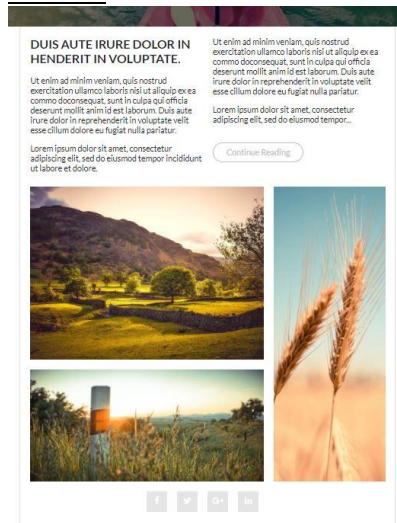 DUIS AUTE IRURE DOLOR IN
HENDERIT IN VOLUPTATE.
Ut enim ad minim veniam, quis nostrud
exercitation ullamco laboris nisi ut aliquip ex ea
commo doconsequat, sunt in culpa qui officia
deserunt mollit anim id est laborum. Duis aute
irure dolor in reprehenderit in voluptate velit
esse cillum dolore eu fugiat nulla pariatur.
Lorem ipsum dolor sit amet, consectetur
adipiscing elit, sed do eiusmod tempor incididunt
ut labore et dolore.
Ut enim ad minim veniam, quis nostrud
exercitation ullamco laboris nisi ut aliquip ex ea
commo doconsequat, sunt in culpa qui officia
deserunt mollit anim id est laborum. Duis aute
irure dolor in reprehenderit in voluptate velit
esse cillum dolore eu fugiat nulla pariatur.
Lorem ipsum dolor sit amet, consectetur
adipiscing elit, sed do eiusmod tempor...
Continue Reading
f
G+
in